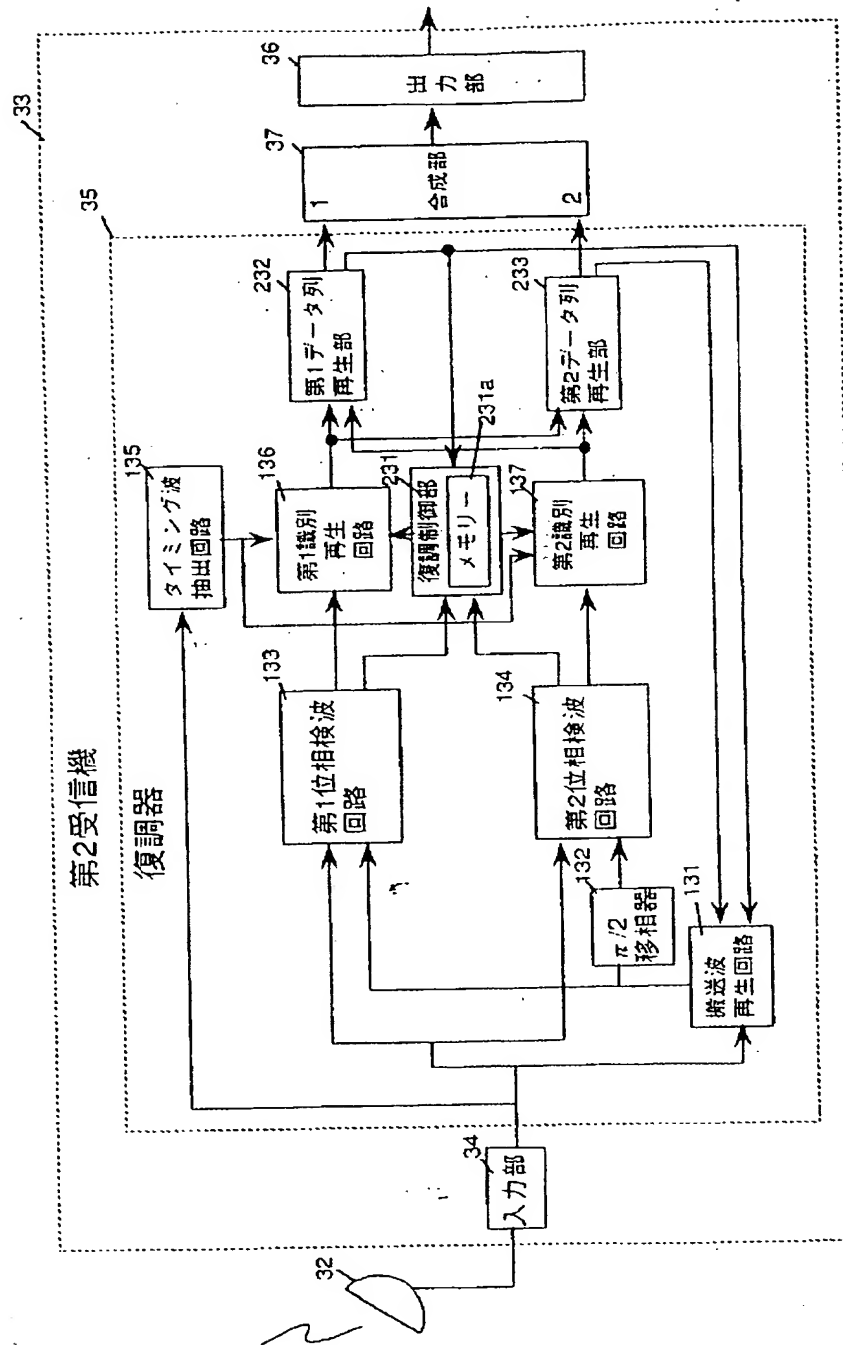 第2受信機
33
復調器
35
32
入力部
34
タイミング波
抽出回路
135
搬送波
再生回路
131
π/2
移相器
132
第1位相検波
回路
133
第2位相検波
回路
134
第1識別
再生
回路
136
復調制御部
231
メモリー
231a
第2識別
再生
回路
137
第1データ列
再生部
232
第2データ列
再生部
233
1
合成部
2
37
出力部
36